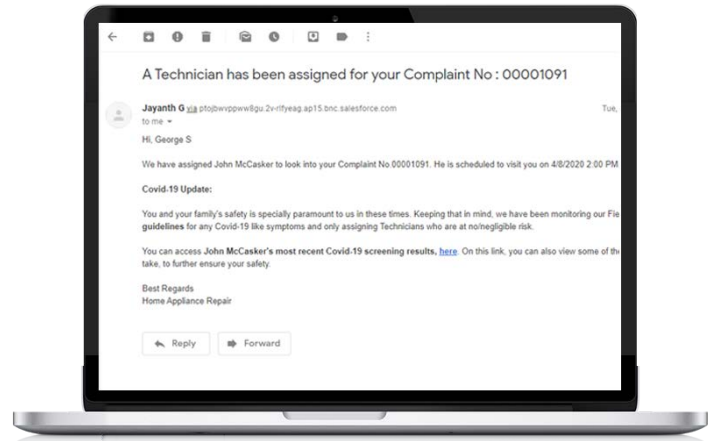 A Technician has been assigned for your Complaint No : 00001091
Jayanth G via
Tue,
to me
Hi, George S
We have assigned John McCasker to look into your Complaint No.00001091. He is scheduled to visit you on 4/8/2020 2:00 PM
Covid-19 Update:
You and your family's safety is specially paramount to us in these times. Keeping that in mind, we have been monitoring our Fie
guidelines for any Covid-19 like symptoms and only assigning Technicians who are at no/negligible risk.
You can access John McCasker's most recent Covid-19 screening results, here. On this link, you can also view some of the
take, to further ensure your safety.
Best Regards
Home Appliance Repair
Reply
Forward